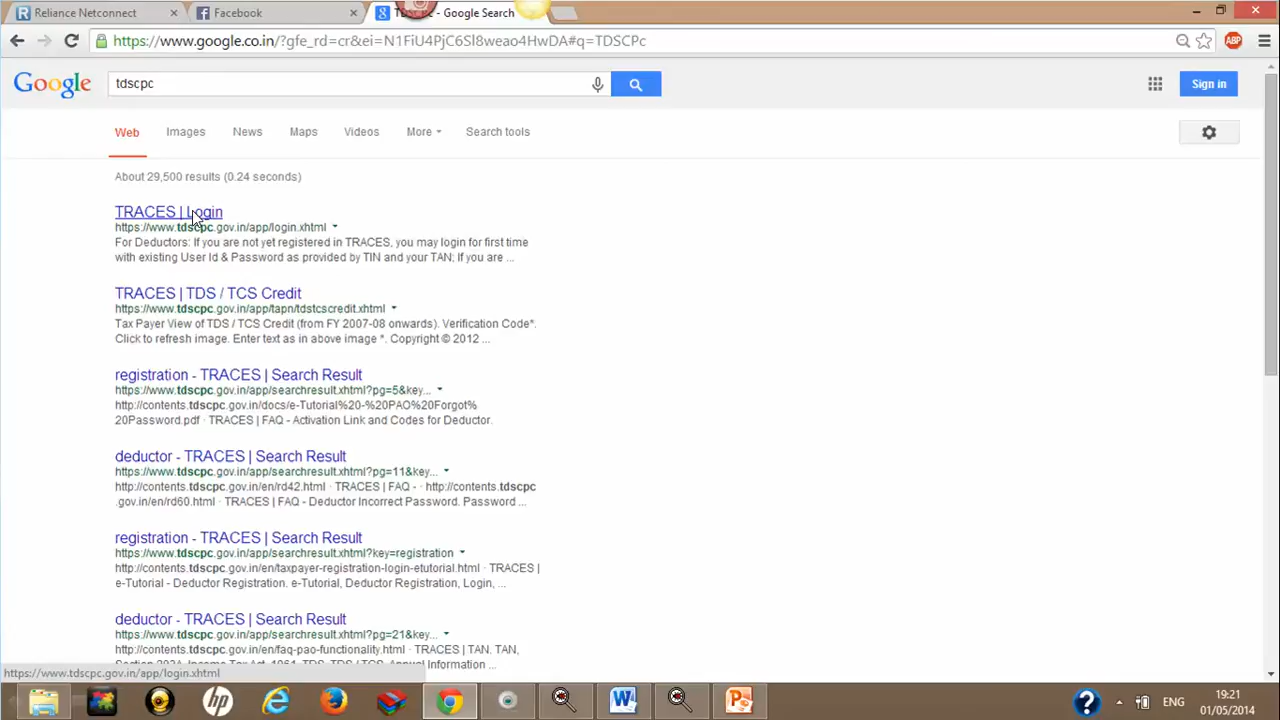 Reliance Netconnect
Facebook
- Google Search
https://www.google.co.in/?gfe_rd=cr&ei=N1FiU4PjC6Sl8weao4HwDA#q=TDSCPc
ABP
Google
tdscpc
Sign in
Web
Images
News
Maps
Videos
More
Search tools
About 29,500 results (0.24 seconds)
TRACES | Login
https://www.tdscpc.gov.in/app/login.xhtml
For Deductors: If you are not yet registered in TRACES, you may login for first time
with existing User Id & Password as provided by TIN and your TAN; If you are ...
TRACES | TDS / TCS Credit
https://www.tdscpc.gov.in/app/tapn/tdstcscredit.xhtml
Tax Payer View of TDS / TCS Credit (from FY 2007-08 onwards). Verification Code*.
Click to refresh image. Enter text as in above image *. Copyright © 2012 ...
registration - TRACES | Search Result
https://www.tdscpc.gov.in/app/searchresult.xhtml?pg=5&key...
http://contents.tdscpc.gov.in/docs/e-Tutorial%20-%20PAO%20Forgot%
20Password.pdf · TRACES | FAQ - Activation Link and Codes for Deductor.
deductor - TRACES | Search Result
https://www.tdscpc.gov.in/app/searchresult.xhtml?pg=11&key...
http://contents.tdscpc.gov.in/en/rd42.html · TRACES | FAQ - · http://contents.tdscpc
.gov.in/en/rd60.html · TRACES | FAQ - Deductor Incorrect Password. Password ...
registration - TRACES | Search Result
https://www.tdscpc.gov.in/app/searchresult.xhtml?key=registration
http://contents.tdscpc.gov.in/en/taxpayer-registration-login-etutorial.html · TRACES |
e-Tutorial - Deductor Registration. e-Tutorial, Deductor Registration, Login, ...
deductor - TRACES | Search Result
https://www.tdscpc.gov.in/app/searchresult.xhtml?pg=21&key...
http://contents.tdscpc.gov.in/en/faq-pao-functionality.html · TRACES | TAN. TAN,
Section 203A, Income Tax Act, 1961, TDS, TDS / TCS, Annual Information ...
https://www.tdscpc.gov.in/app/login.xhtml
ENG
19:21
01/05/2014